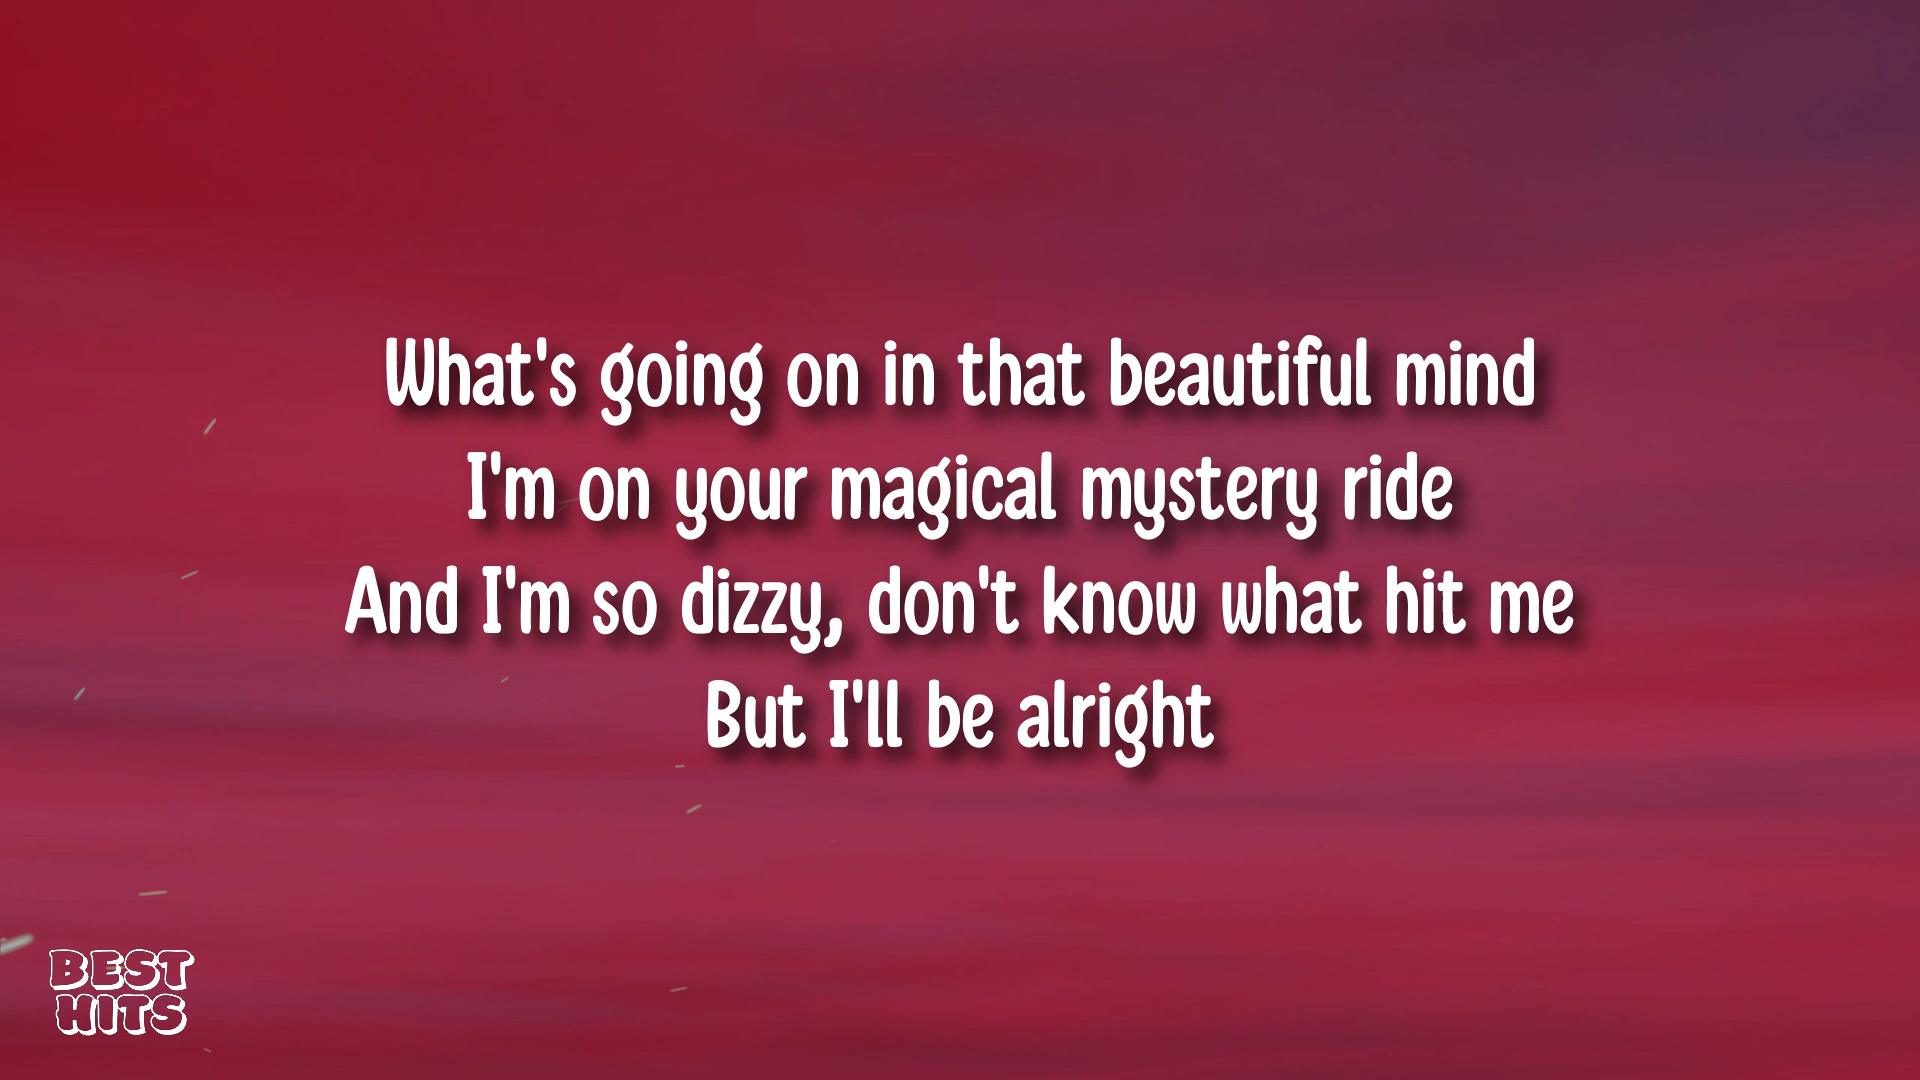 What's going on in that beautiful mind
I'm on your magical mystery ride
And I'm so dizzy, don't know what hit me
But I'll be alright
BEST
HITS